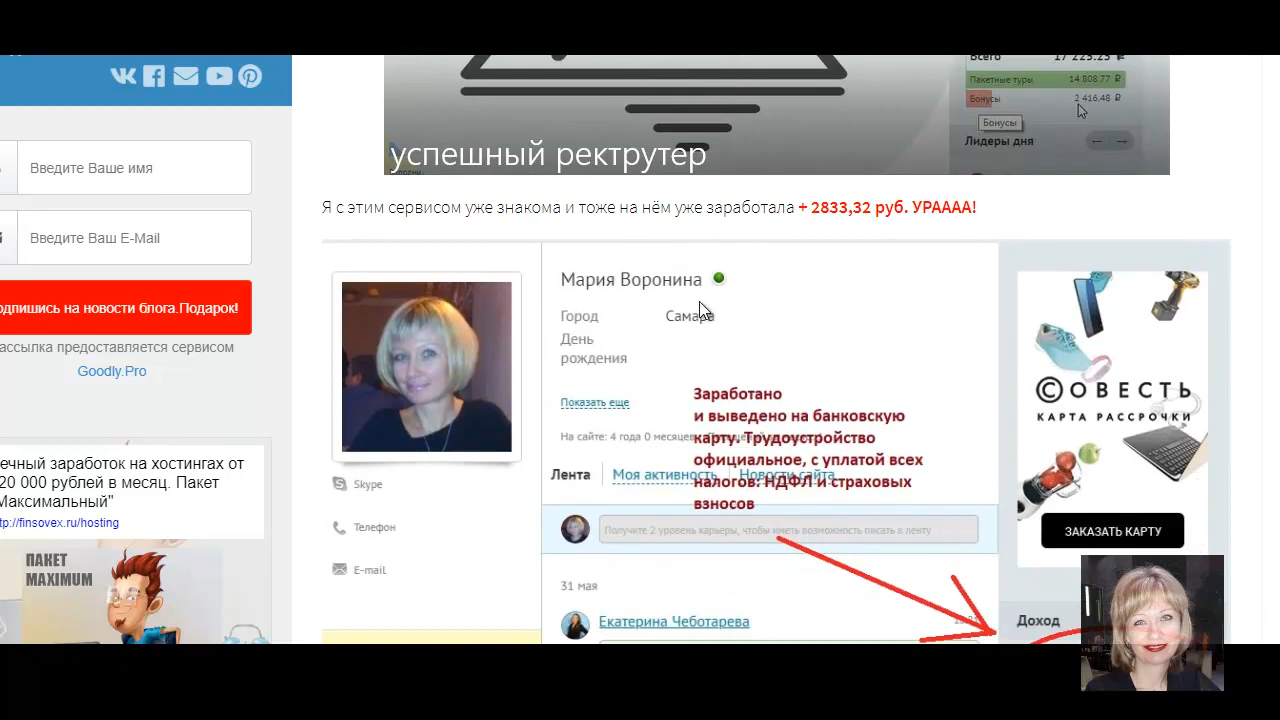 Введите Ваше имя
Введите Ваш E-Mail
одпишись на новости блога.Подарок!
ассылка предоставляется сервисом
Goodly.Pro
ечный заработок на хостингах от
20 000 рублей в месяц. Пакет
Максимальный"
tp://finsovex.ru/hosting
ПАКЕТ
MAXIMUM
Всего 17 225.25 ₽
Пакетные туры 14 808.77 ₽
Бонусы 2 416,48 ₽
Бонусы
Лидеры дня
успешный ректрутер
Я с этим сервисом уже знакома и тоже на нём уже заработала + 2833,32 руб. УРАААА!
Мария Воронина
Город Самара
День
рождения
Показать еще
На сайте: 4 года 0 месяцев
Заработано
и выведено на банковскую
карту. Трудоустройство
официальное, с уплатой всех
налогов: НДФЛ и страховых
взносов
Лента Моя активность Новости сайта
Skype
Телефон
E-mail
Получите 2 уровень карьеры, чтобы иметь возможность писать в ленту
31 мая
Екатерина Чеботарева
СОВЕСТЬ
КАРТА РАССРОЧКИ
ЗАКАЗАТЬ КАРТУ
Доход